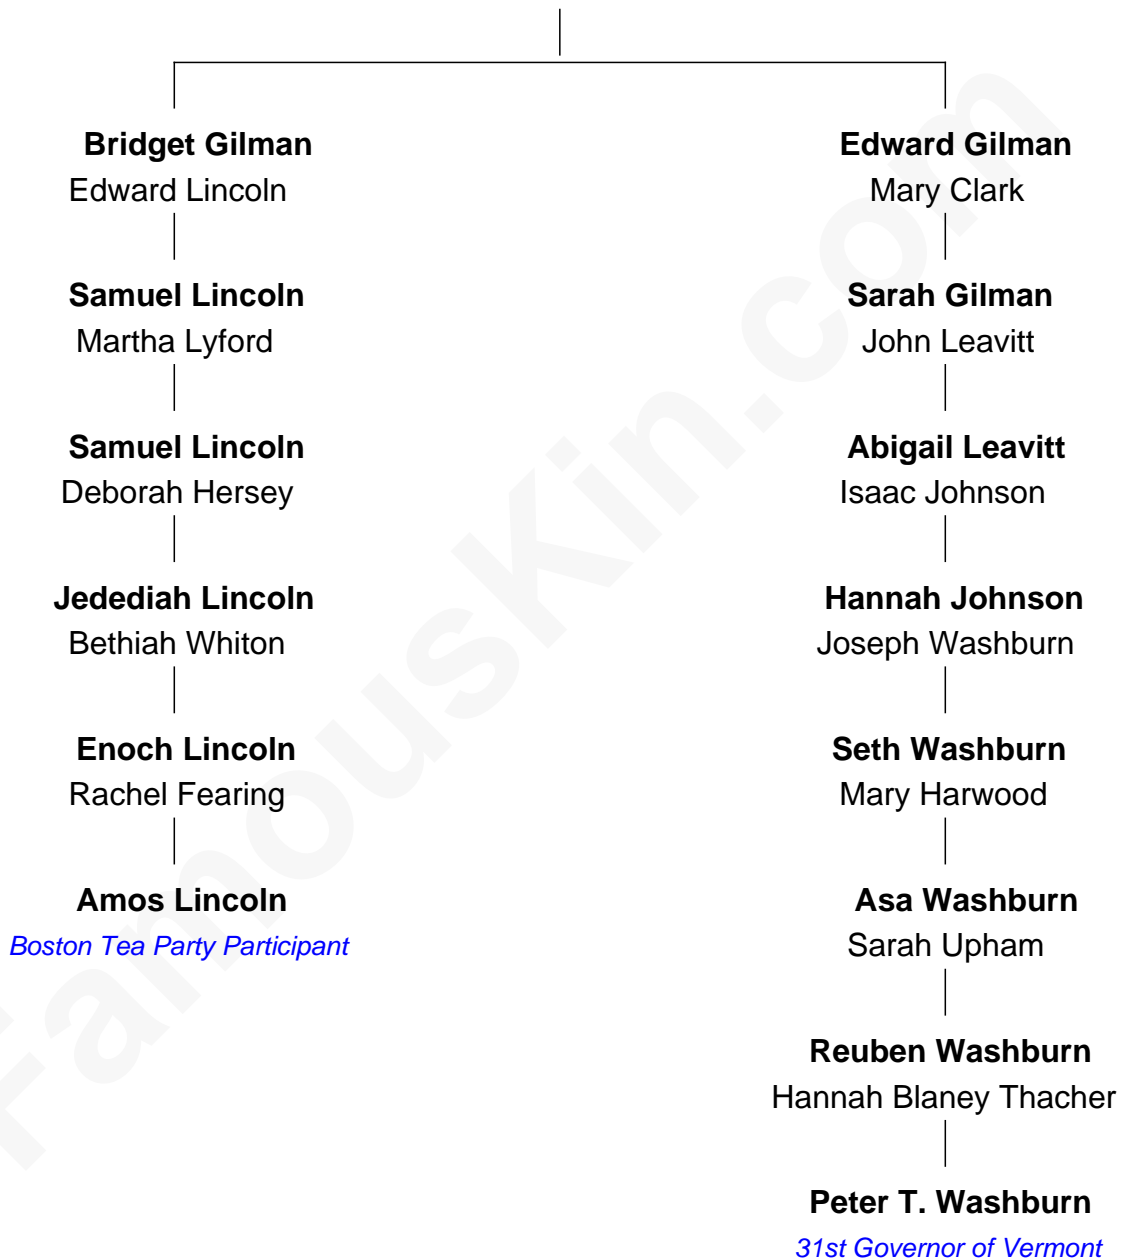 Bridget Gilman
Edward Lincoln
Samuel Lincoln
Martha Lyford
Samuel Lincoln
Deborah Hersey
Jedediah Lincoln
Bethiah Whiton
Enoch Lincoln
Rachel Fearing
Amos Lincoln
Boston Tea Party Participant
Edward Gilman
Mary Clark
Sarah Gilman
John Leavitt
Abigail Leavitt
Isaac Johnson
Hannah Johnson
Joseph Washburn
Seth Washburn
Mary Harwood
Asa Washburn
Sarah Upham
Reuben Washburn
Hannah Blaney Thacher
Peter T. Washburn
31st Governor of Vermont
FamousKin.com